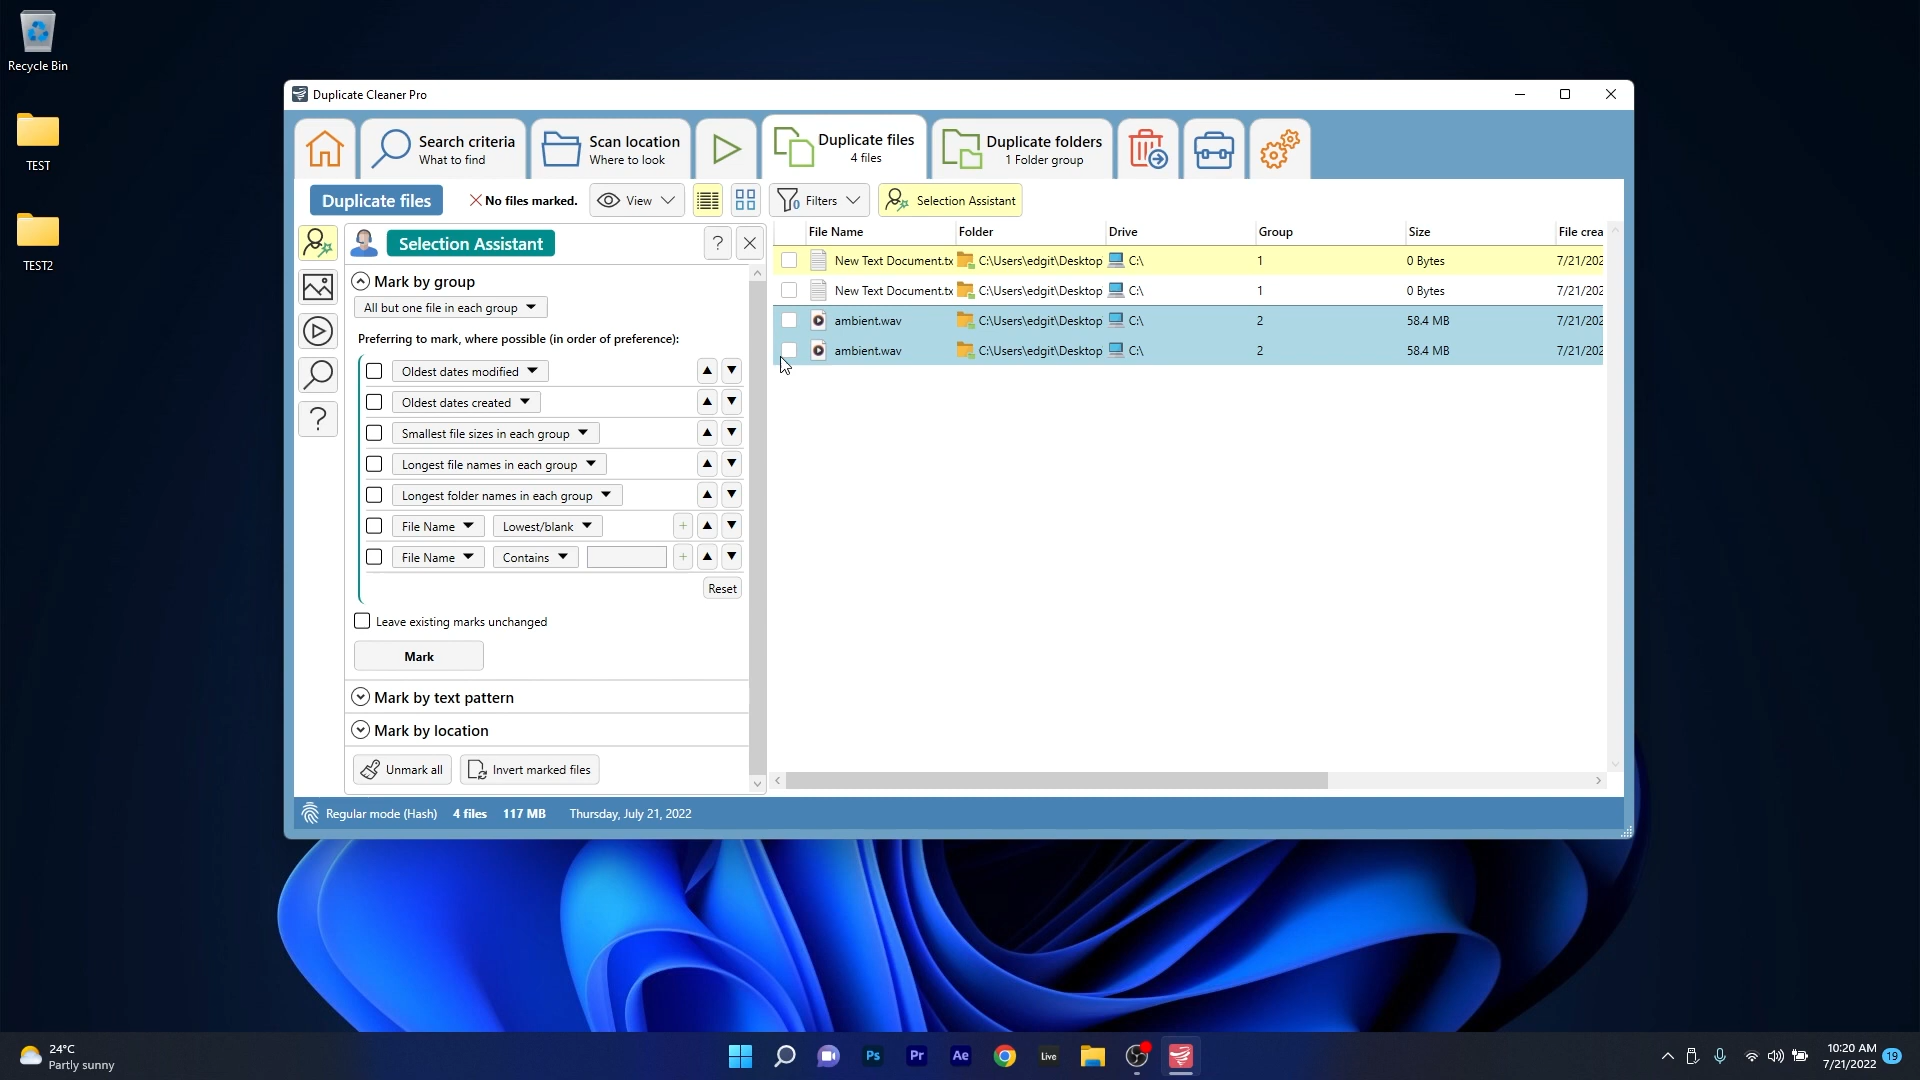 Recycle Bin
TEST
TEST2
Duplicate Cleaner Pro
Search criteria
What to find
Scan location
Where to look
Duplicate files
4 files
Duplicate folders
1 Folder group
Duplicate files
No files marked.
View
Filters
Selection Assistant
Selection Assistant
?
Mark by group
All but one file in each group
Preferring to mark, where possible (in order of preference):
Oldest dates modified
Oldest dates created
Smallest file sizes in each group
Longest file names in each group
Longest folder names in each group
File Name Lowest/blank +
File Name Contains +
Reset
Leave existing marks unchanged
Mark
Mark by text pattern
Mark by location
Unmark all Invert marked files
?
File Name Folder Drive Group Size File crea
New Text Document.tx C:\Users\edgit\Desktop C:\ 1 0 Bytes 7/21/202
New Text Document.tx C:\Users\edgit\Desktop C:\ 1 0 Bytes 7/21/202
ambient.wav C:\Users\edgit\Desktop C:\ 2 58.4 MB 7/21/202
ambient.wav C:\Users\edgit\Desktop C:\ 2 58.4 MB 7/21/202
Regular mode (Hash) 4 files 117 MB Thursday, July 21, 2022
24°C
Partly sunny
Ps Pr Ae Live
10:20 AM
7/21/2022
19